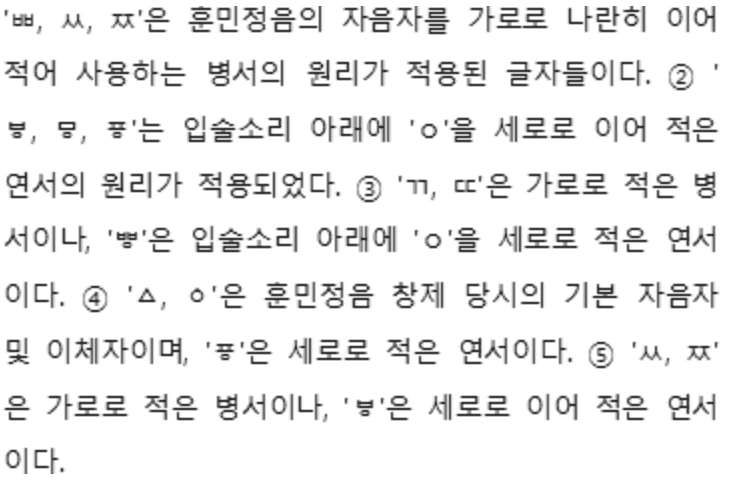 'ㅃ, ㅆ, ㅉ'은 훈민정음의 자음자를 가로로 나란히 이어
적어 사용하는 병서의 원리가 적용된 글자들이다. ② '
ㅸ, ㅱ, ㆄ'는 입술소리 아래에 'ㅇ'을 세로로 이어 적은
연서의 원리가 적용되었다. ③ 'ㄲ, ㄸ'은 가로로 적은 병
서이나, 'ㅹ'은 입술소리 아래에 'ㅇ'을 세로로 적은 연서
이다. ④ 'ㅿ, ㆁ'은 훈민정음 창제 당시의 기본 자음자
및 이체자이며, 'ㆄ'은 세로로 적은 연서이다. ⑤ 'ㅆ, ㅉ'
은 가로로 적은 병서이나, 'ㅸ'은 세로로 이어 적은 연서
이다.